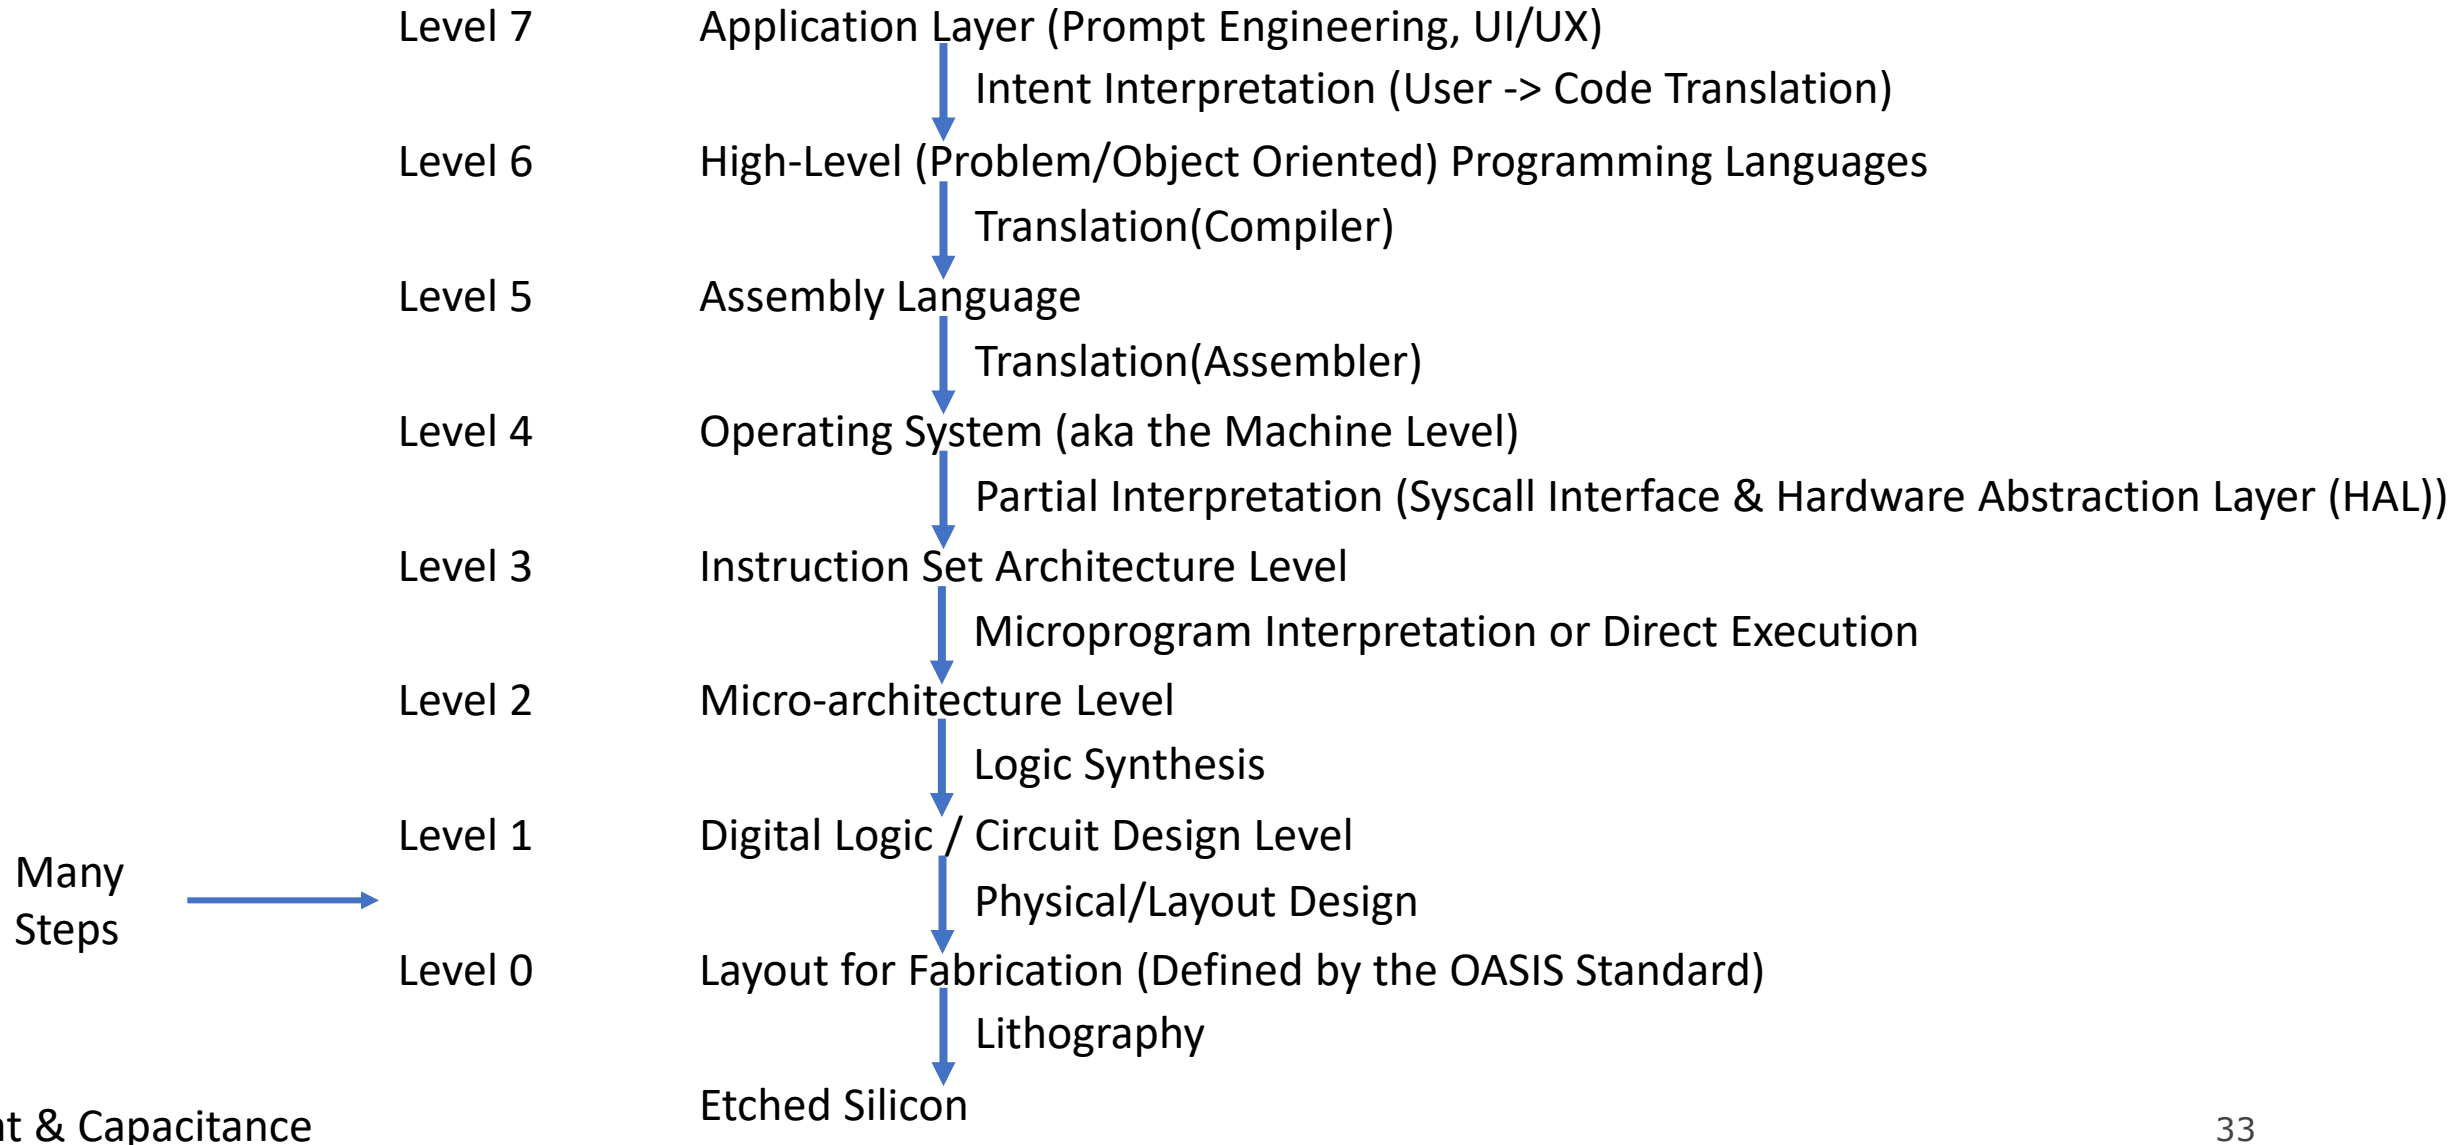 Level 7 Application Layer (Prompt Engineering, UI/UX)
Intent Interpretation (User -> Code Translation)
Level 6 High-Level (Problem/Object Oriented) Programming Languages
Translation(Compiler)
Level 5 Assembly Language
Translation(Assembler)
Level 4 Operating System (aka the Machine Level)
Partial Interpretation (Syscall Interface & Hardware Abstraction Layer (HAL))
Level 3 Instruction Set Architecture Level
Microprogram Interpretation or Direct Execution
Level 2 Micro-architecture Level
Logic Synthesis
Level 1 Digital Logic / Circuit Design Level
Many
Steps
Physical/Layout Design
Level 0 Layout for Fabrication (Defined by the OASIS Standard)
Lithography
Etched Silicon
& Capacitance
33